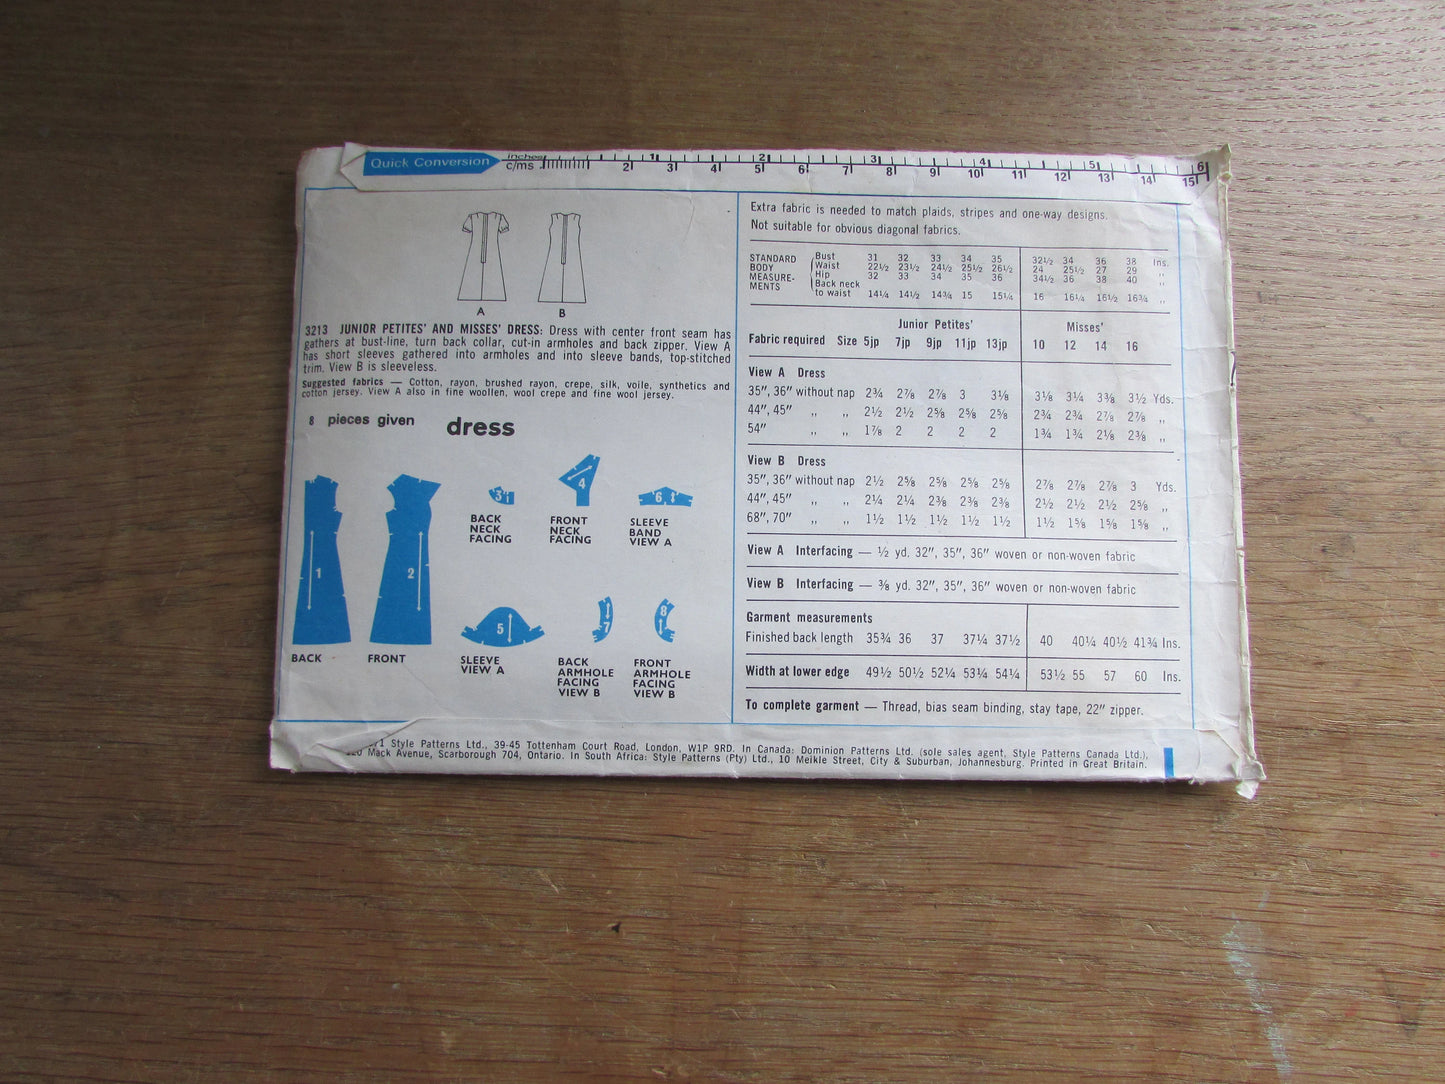 Quick Conversion
inches 1 2 3 4 5 6
c/ms 2 3 4 5 6 7 8 9 10 11 12 13 14 15
A B
3213 JUNIOR PETITES' AND MISSES' DRESS: Dress with center front seam has
gathers at bust-line, turn back collar, cut-in armholes and back zipper. View A
has short sleeves gathered into armholes and into sleeve bands, top-stitched
trim. View B is sleeveless.
Suggested fabrics — Cotton, rayon, brushed rayon, crepe, silk, voile, synthetics and
cotton jersey. View A also in fine woollen, wool crepe and fine wool jersey.
8 pieces given dress
1
BACK
2
FRONT
3
BACK
NECK
FACING
4
FRONT
NECK
FACING
6
SLEEVE
BAND
VIEW A
5
SLEEVE
VIEW A
7
BACK
ARMHOLE
FACING
VIEW B
8
FRONT
ARMHOLE
FACING
VIEW B
Extra fabric is needed to match plaids, stripes and one-way designs.
Not suitable for obvious diagonal fabrics.
STANDARD
BODY
MEASURE-
MENTS
Bust 31 32 33 34 35 32½ 34 36 38 Ins.
Waist 22½ 23½ 24½ 25½ 26½ 24 25½ 27 29 ,,
Hip 32 33 34 35 36 34½ 36 38 40 ,,
Back neck
to waist 14¼ 14½ 14¾ 15 15¼ 16 16¼ 16½ 16¾ ,,
Junior Petites' Misses'
Fabric required Size 5jp 7jp 9jp 11jp 13jp 10 12 14 16
View A Dress
35", 36" without nap 2¾ 2⅞ 2⅞ 3 3⅛ 3⅛ 3¼ 3⅜ 3½ Yds.
44", 45" ,, ,, 2½ 2½ 2⅝ 2⅝ 2⅝ 2¾ 2¾ 2⅞ 2⅞ ,,
54" ,, ,, 1⅞ 2 2 2 2 1¾ 1¾ 2⅛ 2⅜ ,,
View B Dress
35", 36" without nap 2½ 2⅝ 2⅝ 2⅝ 2⅝ 2⅞ 2⅞ 2⅞ 3 Yds.
44", 45" ,, ,, 2¼ 2¼ 2⅜ 2⅜ 2⅜ 2½ 2½ 2½ 2⅝ ,,
68", 70" ,, ,, 1½ 1½ 1½ 1½ 1½ 1½ 1⅝ 1⅝ 1⅝ ,,
View A Interfacing — ½ yd. 32", 35", 36" woven or non-woven fabric
View B Interfacing — ⅜ yd. 32", 35", 36" woven or non-woven fabric
Garment measurements
Finished back length 35¾ 36 37 37¼ 37½ 40 40¼ 40½ 41¾ Ins.
Width at lower edge 49½ 50½ 52¼ 53¼ 54¼ 53½ 55 57 60 Ins.
To complete garment — Thread, bias seam binding, stay tape, 22" zipper.
Style Patterns Ltd., 39-45 Tottenham Court Road, London, W1P 9RD. In Canada: Dominion Patterns Ltd. (sole sales agent, Style Patterns Canada Ltd.),
Mack Avenue, Scarborough 704, Ontario. In South Africa: Style Patterns (Pty) Ltd., 10 Meikle Street, City & Suburban, Johannesburg. Printed in Great Britain.